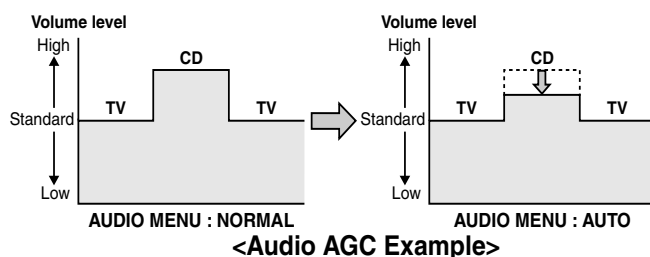 Volume level
High
CD
TV
TV
Standard
Low
AUDIO MENU : NORMAL
Volume level
High
CD
TV
TV
Standard
Low
AUDIO MENU : AUTO
<Audio AGC Example>